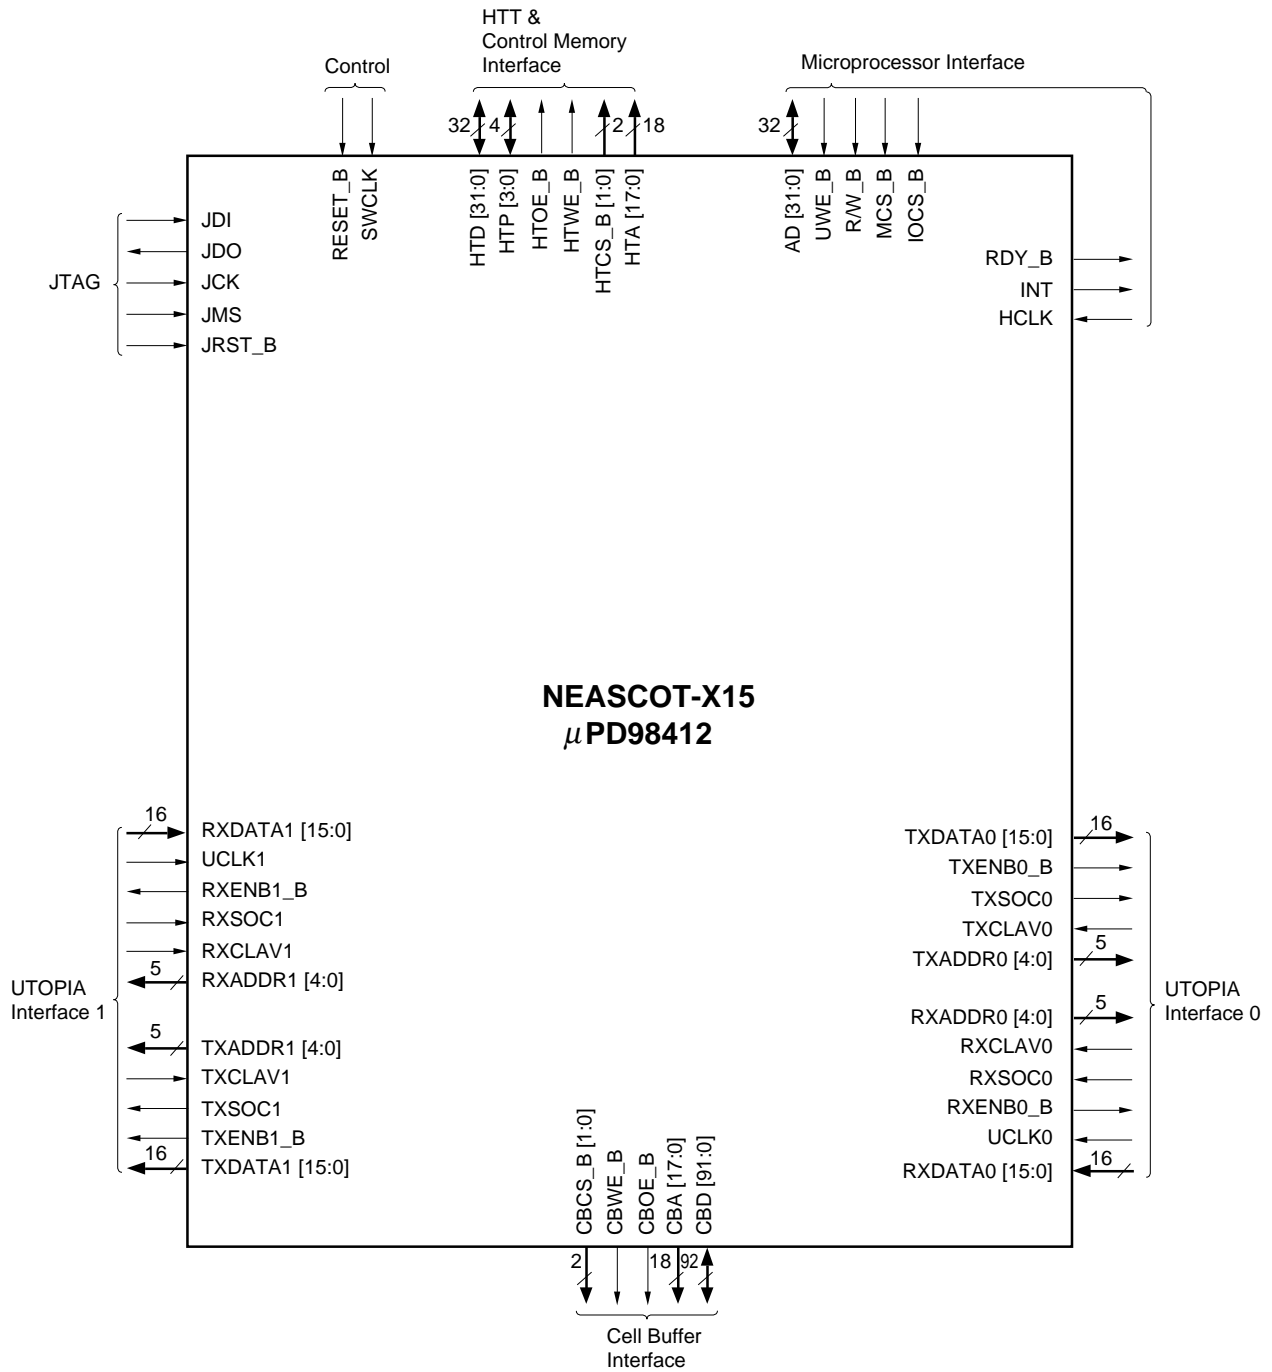 HTT &
Control Memory
Interface
Control
Microprocessor Interface
32
4
2
18
32
RESET_B
SWCLK
HTD [31:0]
HTP [3:0]
HTOE_B
HTWE_B
HTCS_B [1:0]
HTA [17:0]
AD [31:0]
UWE_B
R/W_B
MCS_B
IOCS_B
JTAG
JDI
JDO
JCK
JMS
JRST_B
RDY_B
INT
HCLK
NEASCOT-X15
μPD98412
UTOPIA
Interface 1
16
RXDATA1 [15:0]
UCLK1
RXENB1_B
RXSOC1
RXCLAV1
5
RXADDR1 [4:0]
5
TXADDR1 [4:0]
TXCLAV1
TXSOC1
TXENB1_B
16
TXDATA1 [15:0]
TXDATA0 [15:0]
16
TXENB0_B
TXSOC0
TXCLAV0
TXADDR0 [4:0]
5
RXADDR0 [4:0]
5
RXCLAV0
RXSOC0
RXENB0_B
UCLK0
RXDATA0 [15:0]
16
UTOPIA
Interface 0
CBCS_B [1:0]
CBWE_B
CBOE_B
CBA [17:0]
CBD [91:0]
2
18
92
Cell Buffer
Interface